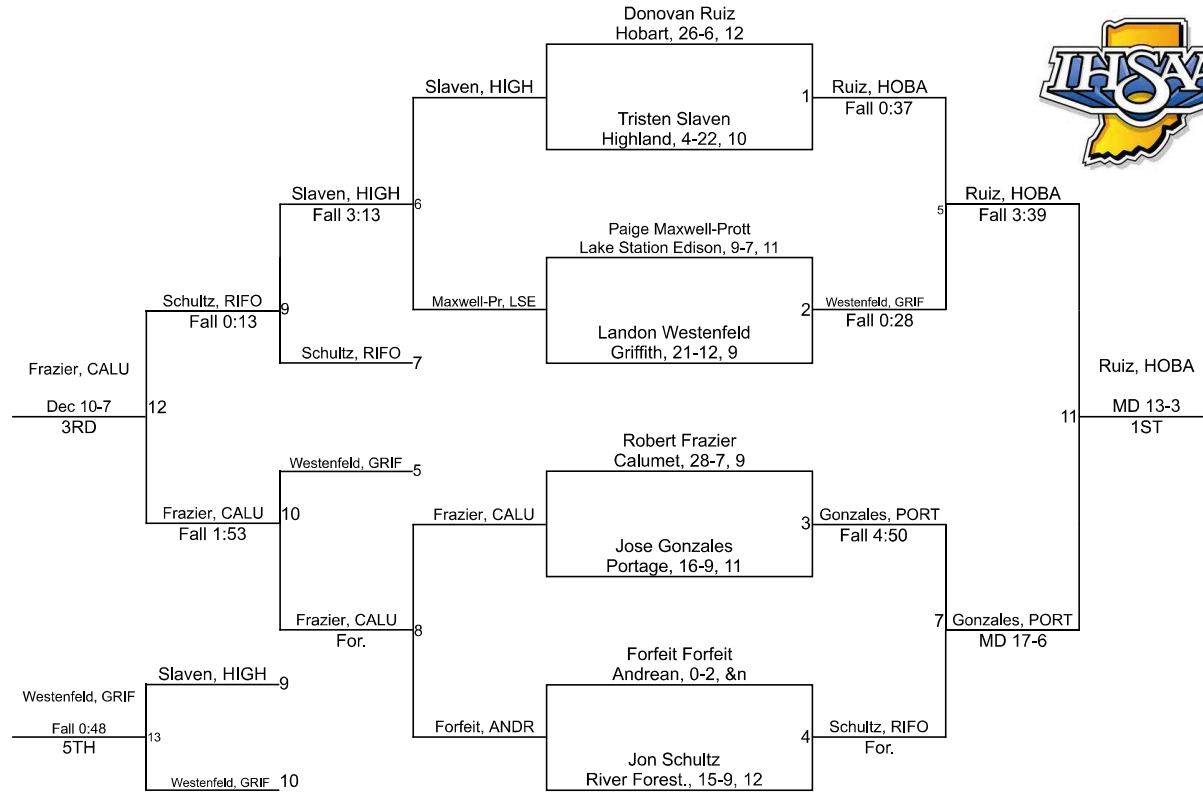 Donovan Ruiz
Hobart, 26-6, 12
IHSAA
Slaven, HIGH
1
Ruiz, HOBA
Fall 0:37
Tristen Slaven
Highland, 4-22, 10
Slaven, HIGH
Fall 3:13
6
5
Ruiz, HOBA
Fall 3:39
Paige Maxwell-Prott
Lake Station Edison, 9-7, 11
Schultz, RIFO
Fall 0:13
9
Maxwell-Pr, LSE
2
Westenfeld, GRIF
Fall 0:28
Landon Westenfeld
Griffith, 21-12, 9
Schultz, RIFO
7
Frazier, CALU
Dec 10-7
3RD
12
Ruiz, HOBA
11
MD 13-3
1ST
Robert Frazier
Calumet, 28-7, 9
Westenfeld, GRIF
5
Frazier, CALU
Fall 1:53
10
Frazier, CALU
3
Gonzales, PORT
Fall 4:50
Jose Gonzales
Portage, 16-9, 11
Frazier, CALU
For.
8
7
Gonzales, PORT
MD 17-6
Forfeit Forfeit
Andrean, 0-2, &n
Slaven, HIGH
9
Westenfeld, GRIF
Fall 0:48
5TH
13
Forfeit, ANDR
4
Schultz, RIFO
For.
Jon Schultz
River Forest., 15-9, 12
Westenfeld, GRIF
10